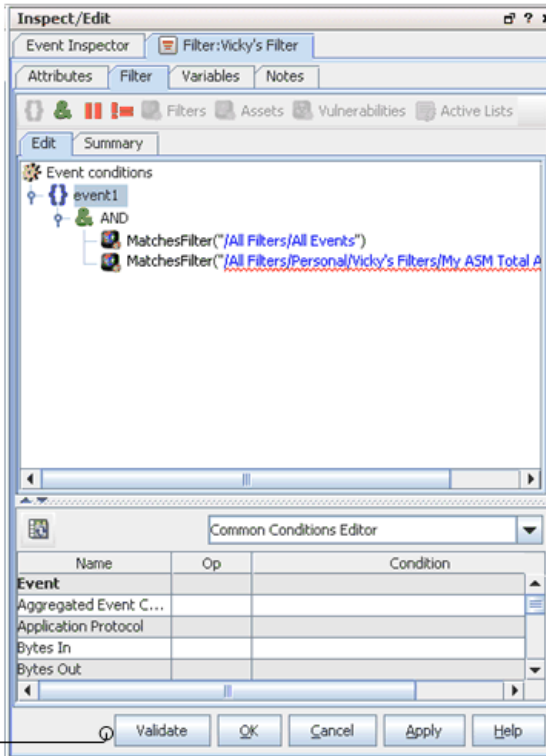 Inspect/Edit
Event Inspector Filter:Vicky's Filter
Attributes Filter Variables Notes
Filters Assets Vulnerabilities Active Lists
Edit Summary
Event conditions
event1
AND
MatchesFilter("/All Filters/All Events")
MatchesFilter("/All Filters/Personal/Vicky's Filters/My ASM Total A
Common Conditions Editor
Name Op Condition
Event
Aggregated Event C...
Application Protocol
Bytes In
Bytes Out
Validate OK Cancel Apply Help